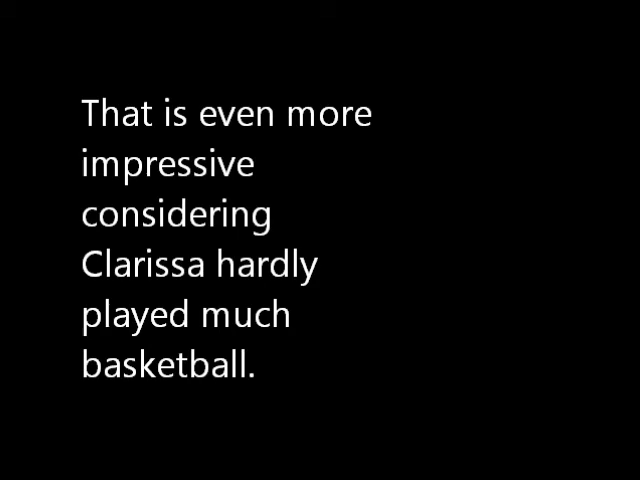 That is even more
impressive
considering
Clarissa hardly
played much
basketball.